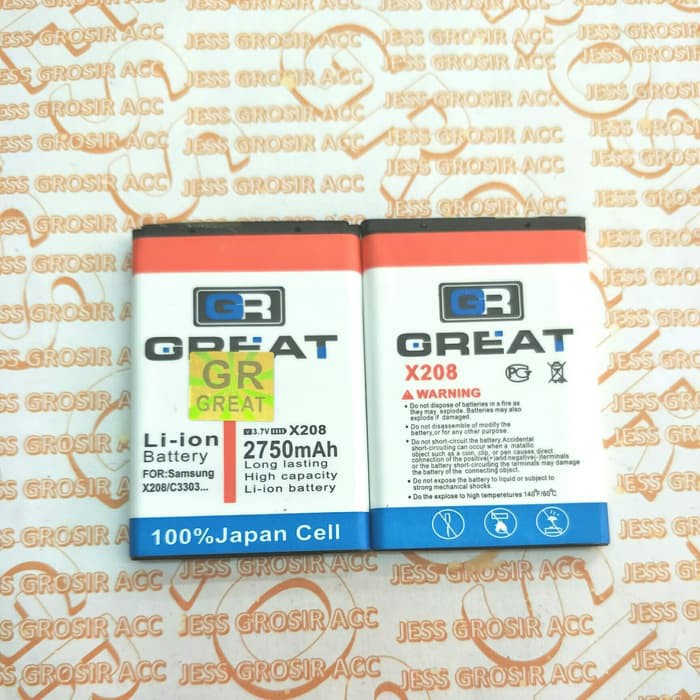 GR
GREAT
GR
GREAT
3.7V X208
Li-ion
Battery
2750mAh
Long lasting
High capacity
Li-ion battery
FOR:Samsung
X208/C3303...
100%Japan Cell
GR
GREAT
X208
WARNING
• Do not dispose of batteries in a fire as
they may, explode. Batteries may also
explode if damaged.
• Do not disassemble of modify the
battery,or for any other purpose.
• Do not short-circuit the battery.Accidental
short-circuiting can occur when a metallic
object such as a coin, clip, or pen causes direct
connection of the positive(+)and negative(-)terminals
or the battery short-circuiting the terminals may damage
of the battery of the connected object.
• Do not expose the battery to liquid or subject to
strong mechanical shocks.
• Do the explose to high tempreterures 140°F/60°C
JESS GROSIR ACC